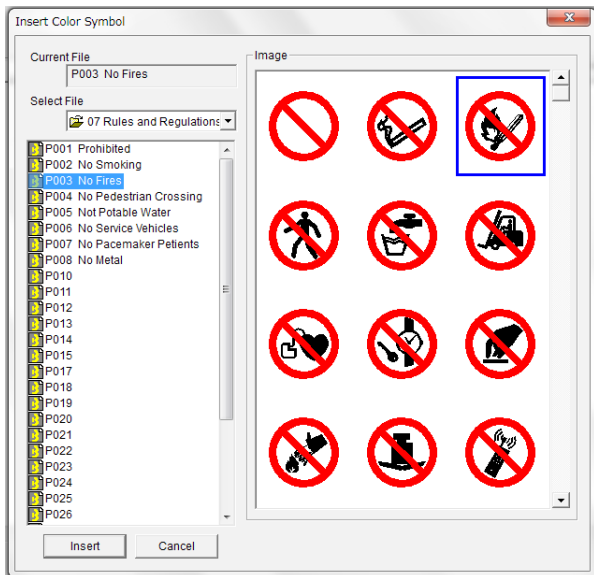 Insert Color Symbol
Current File
P003 No Fires
Select File
07 Rules and Regulations
P001 Prohibited
P002 No Smoking
P003 No Fires
P004 No Pedestrian Crossing
P005 Not Potable Water
P006 No Service Vehicles
P007 No Pacemaker Petients
P008 No Metal
P010
P011
P012
P013
P014
P015
P017
P018
P019
P020
P021
P022
P023
P024
P025
P026
Insert
Cancel
Image